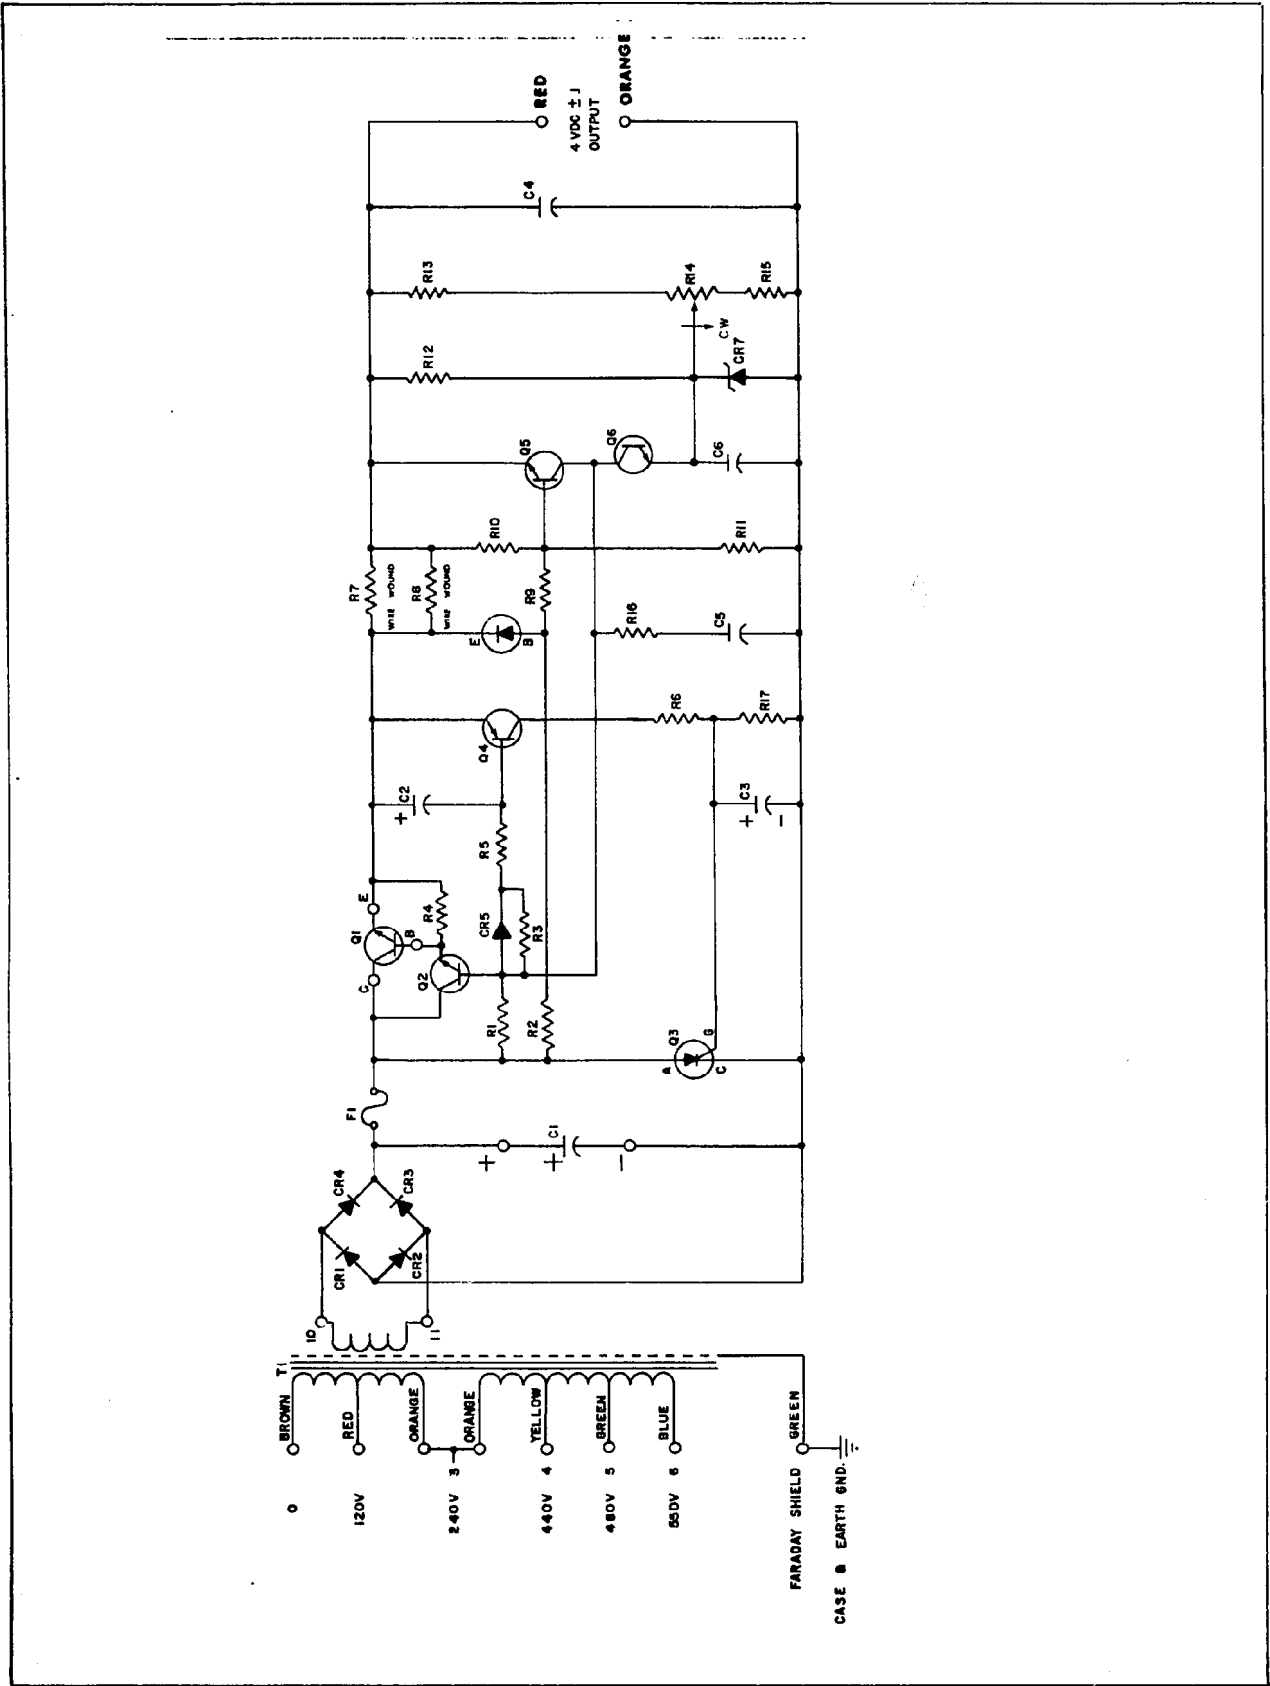 0
BROWN
120V
RED
240V 3
ORANGE
ORANGE
440V 4
YELLOW
480V 5
GREEN
550V 6
BLUE
FARADAY SHIELD
GREEN
CASE & EARTH GND.
T1
10
11
CR1
CR4
CR2
CR3
F1
+
+
C1
-
A
Q3
G
C
R1
R2
C
Q1
E
B
Q2
R4
CR5
R3
R5
+
C2
+
C3
-
Q4
R6
R17
R7
WIRE WOUND
R8
WIRE WOUND
E
B
R9
R10
R16
C5
R11
Q5
Q6
C6
R12
CR7
CW
R13
R14
R15
C4
RED
4 VDC ± 1
OUTPUT
ORANGE